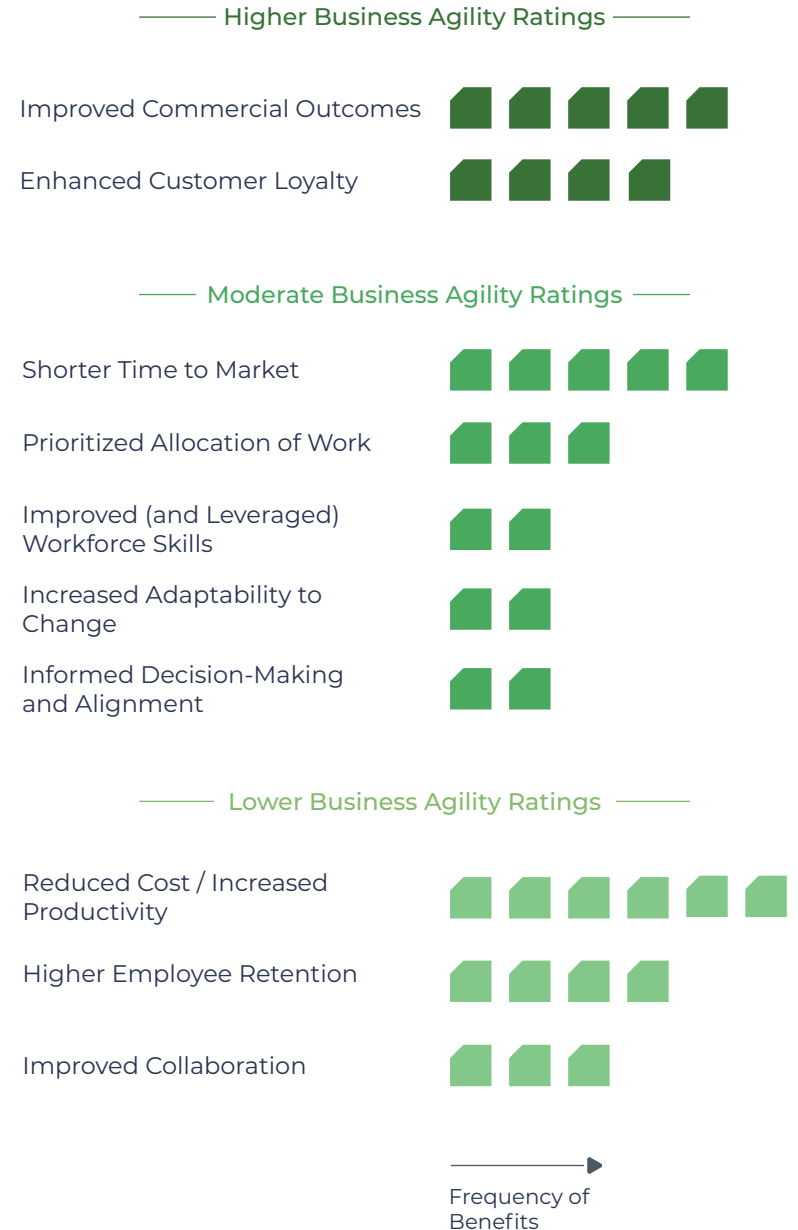 Higher Business Agility Ratings
Improved Commercial Outcomes
Enhanced Customer Loyalty
Moderate Business Agility Ratings
Shorter Time to Market
Prioritized Allocation of Work
Improved (and Leveraged)
Workforce Skills
Increased Adaptability to
Change
Informed Decision-Making
and Alignment
Lower Business Agility Ratings
Reduced Cost / Increased
Productivity
Higher Employee Retention
Improved Collaboration
Frequency of
Benefits